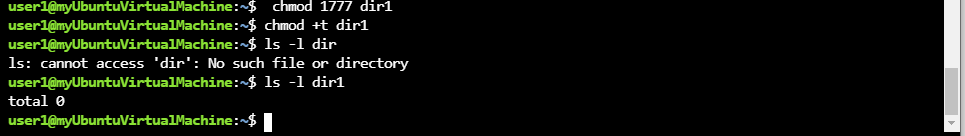 user1@myUbuntuVirtualMachine:~$  chmod 1777 dir1
user1@myUbuntuVirtualMachine:~$ chmod +t dir1
user1@myUbuntuVirtualMachine:~$ ls -l dir
ls: cannot access 'dir': No such file or directory
user1@myUbuntuVirtualMachine:~$ ls -l dir1
total 0
user1@myUbuntuVirtualMachine:~$